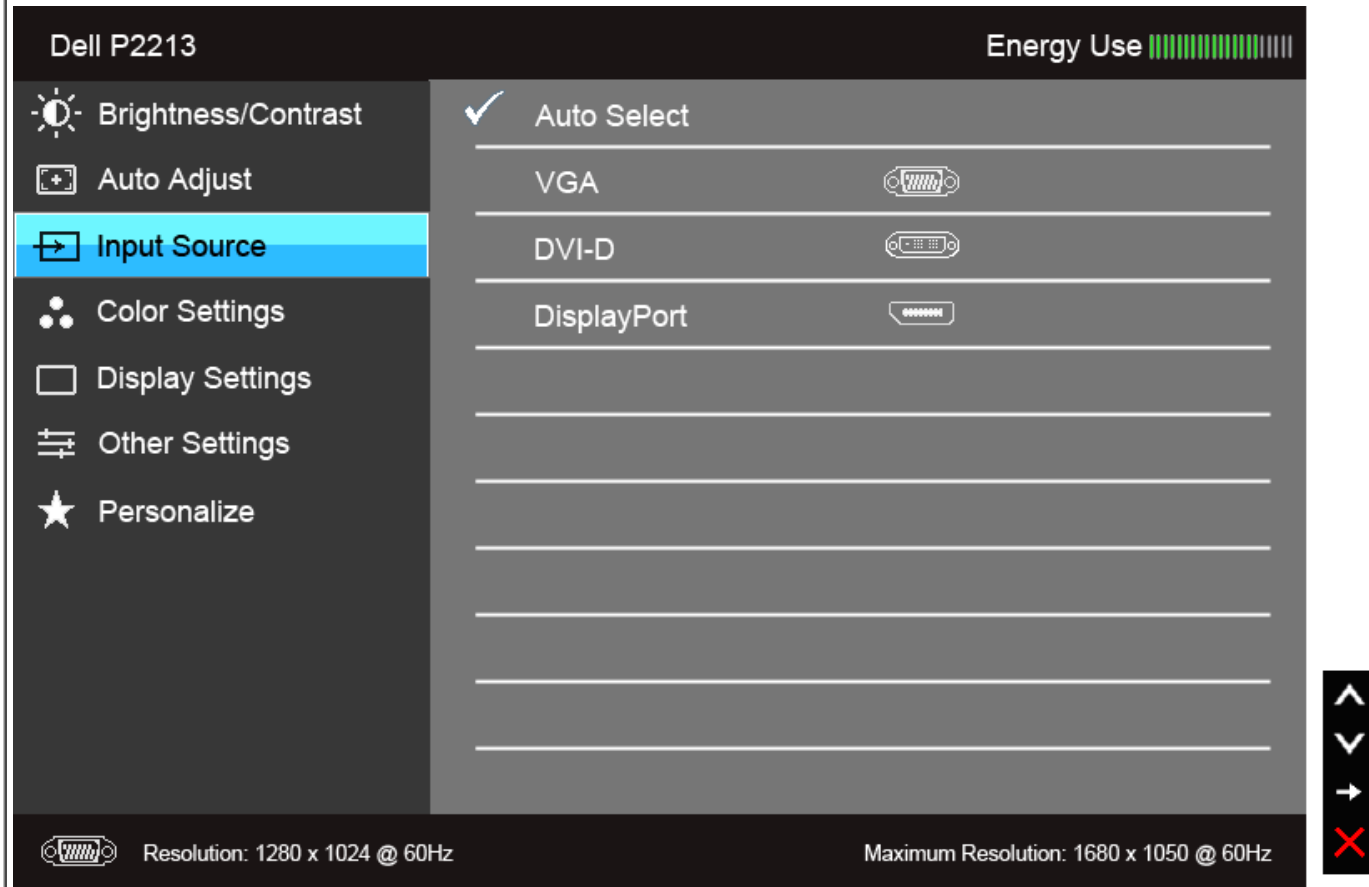 Dell P2213
Energy Use
Brightness/Contrast
Auto Adjust
Input Source
Color Settings
Display Settings
Other Settings
Personalize
Auto Select
VGA
DVI-D
DisplayPort
Resolution: 1280 x 1024 @ 60Hz
Maximum Resolution: 1680 x 1050 @ 60Hz